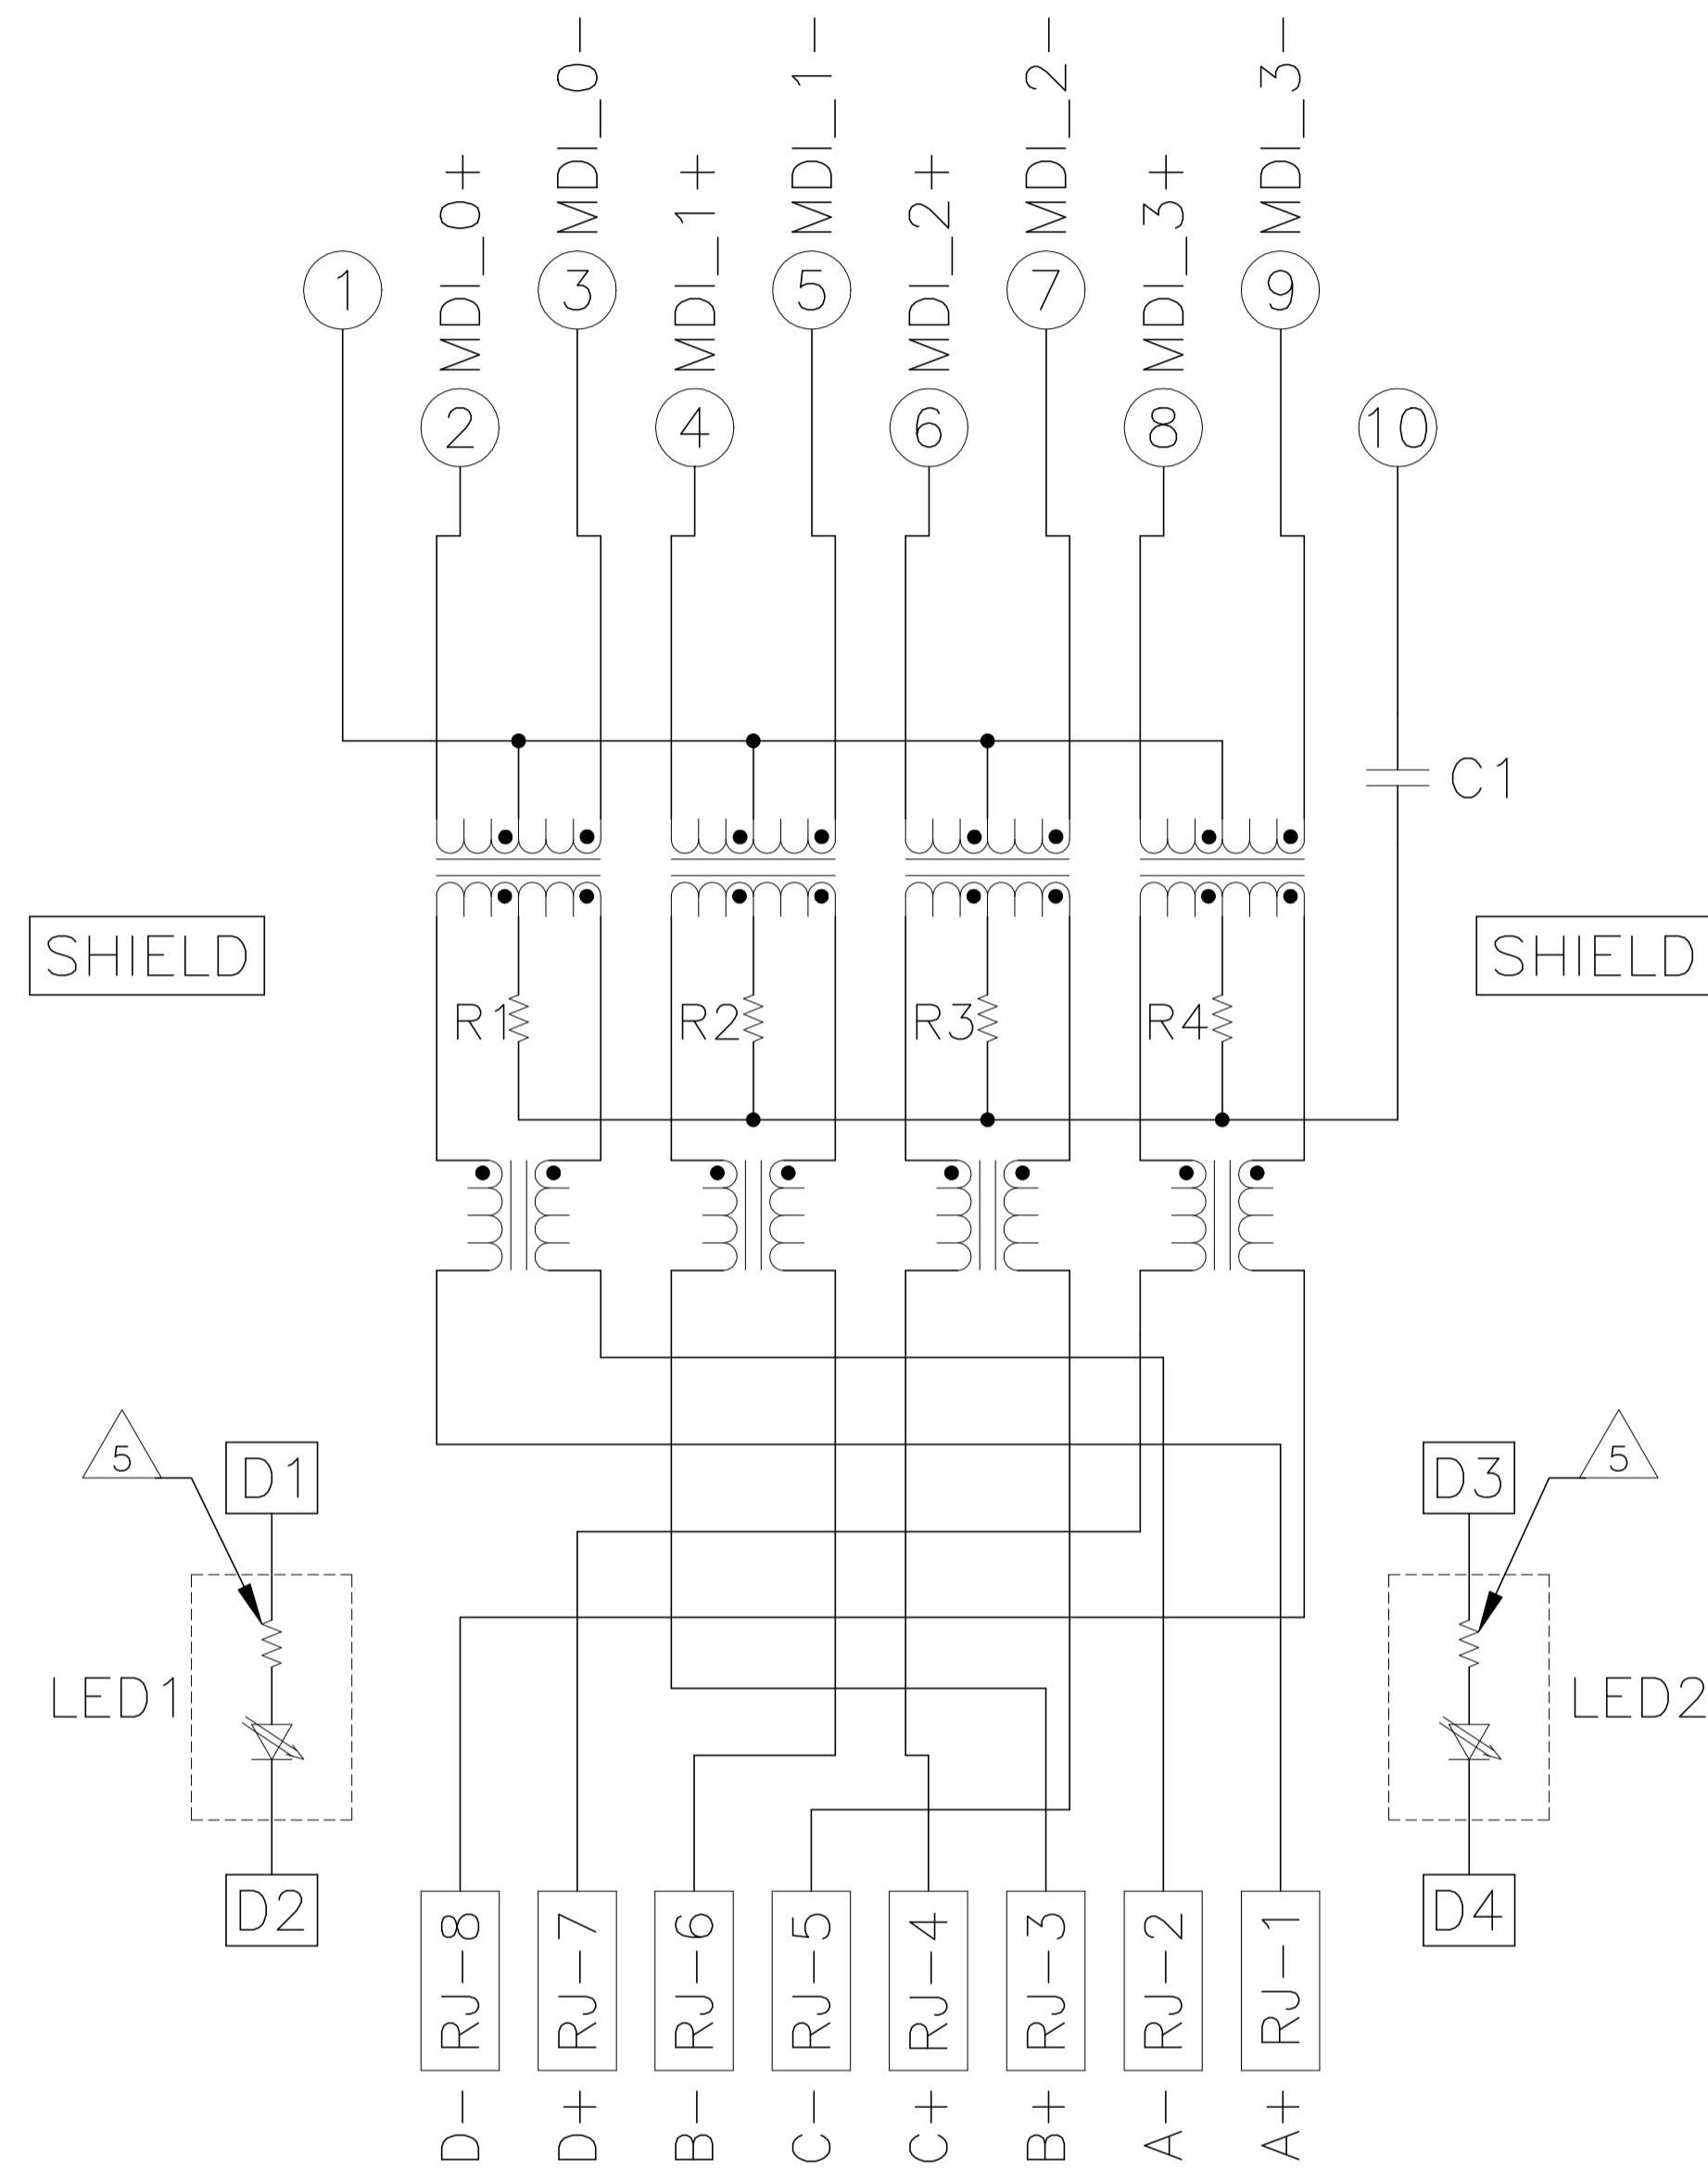 MDI_0+
MDI_0-
MDI_1+
MDI_1-
MDI_2+
MDI_2-
MDI_3+
MDI_3-
1
3
5
7
9
2
4
6
8
10
C1
SHIELD
SHIELD
R1
R2
R3
R4
5
D1
D3
5
LED1
LED2
D2
D4
RJ-8
RJ-7
RJ-6
RJ-5
RJ-4
RJ-3
RJ-2
RJ-1
D-
D+
B-
C-
C+
B+
A-
A+